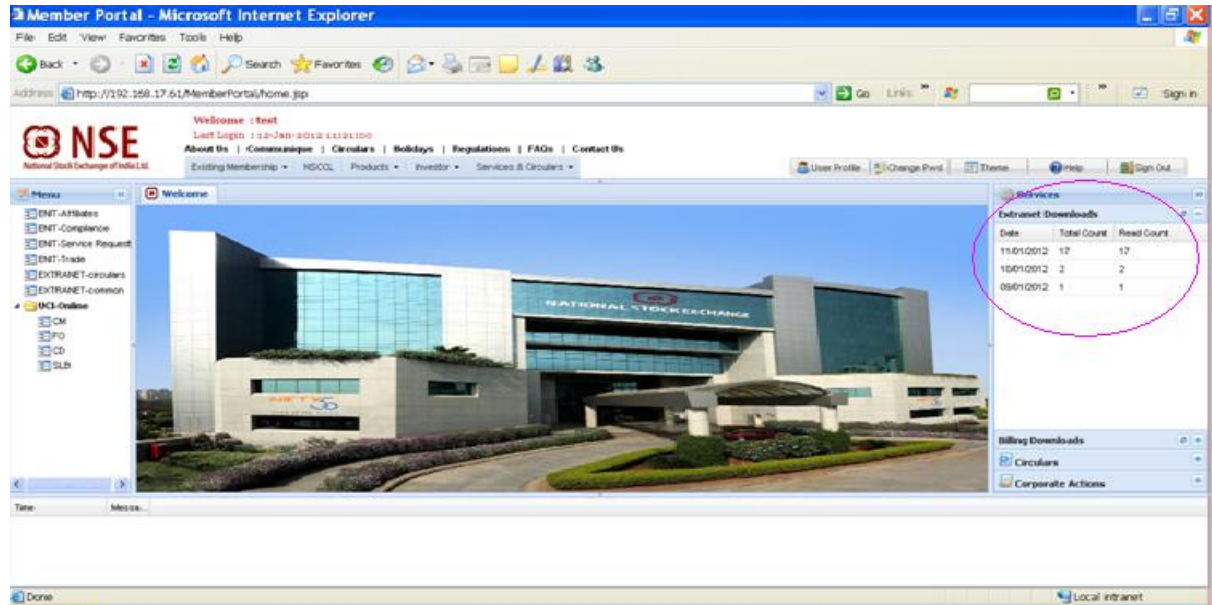 Member Portal - Microsoft Internet Explorer
File Edit View Favorites Tools Help
Back Search Favorites
Address http://192.168.17.61/MemberPortal/home.jsp Go Links » » Sign in
NSE
National Stock Exchange of India Ltd.
Welcome : test
Last Login : 12-Jan-2012
About Us | Communique | Circulars | Holidays | Regulations | FAQs | Contact Us
Existing Membership NSCCL Products Investor Services & Circulars
User Profile Change Pwd Theme Help Sign Out
Menu «
ENIT-Affiliates
ENIT-Compliance
ENIT-Service Request
ENIT-Trade
EXTRANET-circulars
EXTRANET-common
UCI-Online
CM
FO
CD
SLB
Welcome
NATIONAL STOCK EXCHANGE
NIFTY
50
Services »
Extranet Downloads
Date Total Count Read Count
11/01/2012 17 17
10/01/2012 2 2
09/01/2012 1 1
Billing Downloads
Circulars
Corporate Actions
Time Messa...
Done Local intranet